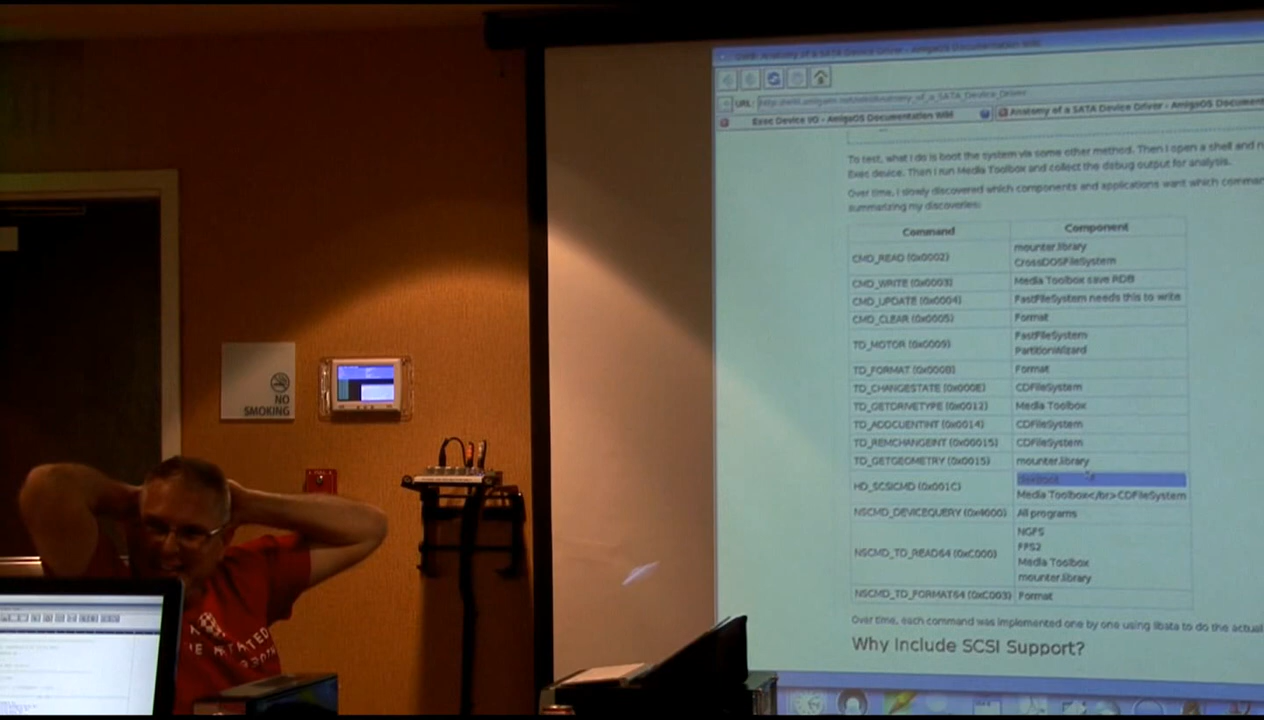 Anatomy of a SATA Device Driver - AmigaOS Documentation Wiki
URL:
Exec Device I/O - AmigaOS Documentation Wiki
Anatomy of a SATA Device Driver - AmigaOS Document
To test, what I do is boot the system via some other method. Then I open a shell and
Exec device. Then I run Media Toolbox and collect the debug output for analysis.
Over time, I slowly discovered which components and applications want which comman
summarizing my discoveries:
Command Component
CMD_READ (0x0002) mounter.library
CrossDOSFileSystem
CMD_WRITE (0x0003) Media Toolbox save RDB
CMD_UPDATE (0x0004) FastFileSystem needs this to write
CMD_CLEAR (0x0005) Format
TD_MOTOR (0x0009) FastFileSystem
PartitionWizard
TD_FORMAT (0x000B) Format
TD_CHANGESTATE (0x000E) CDFileSystem
TD_GETDRIVETYPE (0x0012) Media Toolbox
TD_ADDCLIENTINT (0x0014) CDFileSystem
TD_REMCHANGEINT (0x00015) CDFileSystem
TD_GETGEOMETRY (0x0015) mounter.library
HD_SCSICMD (0x001C)
Media Toolbox</br>CDFileSystem
NSCMD_DEVICEQUERY (0x4000) All programs
NSCMD_TD_READ64 (0xC000) NGFS
FFS2
Media Toolbox
mounter.library
NSCMD_TD_FORMAT64 (0xC003) Format
Over time, each command was implemented one by one using libata to do the actual
Why Include SCSI Support?
NO
SMOKING